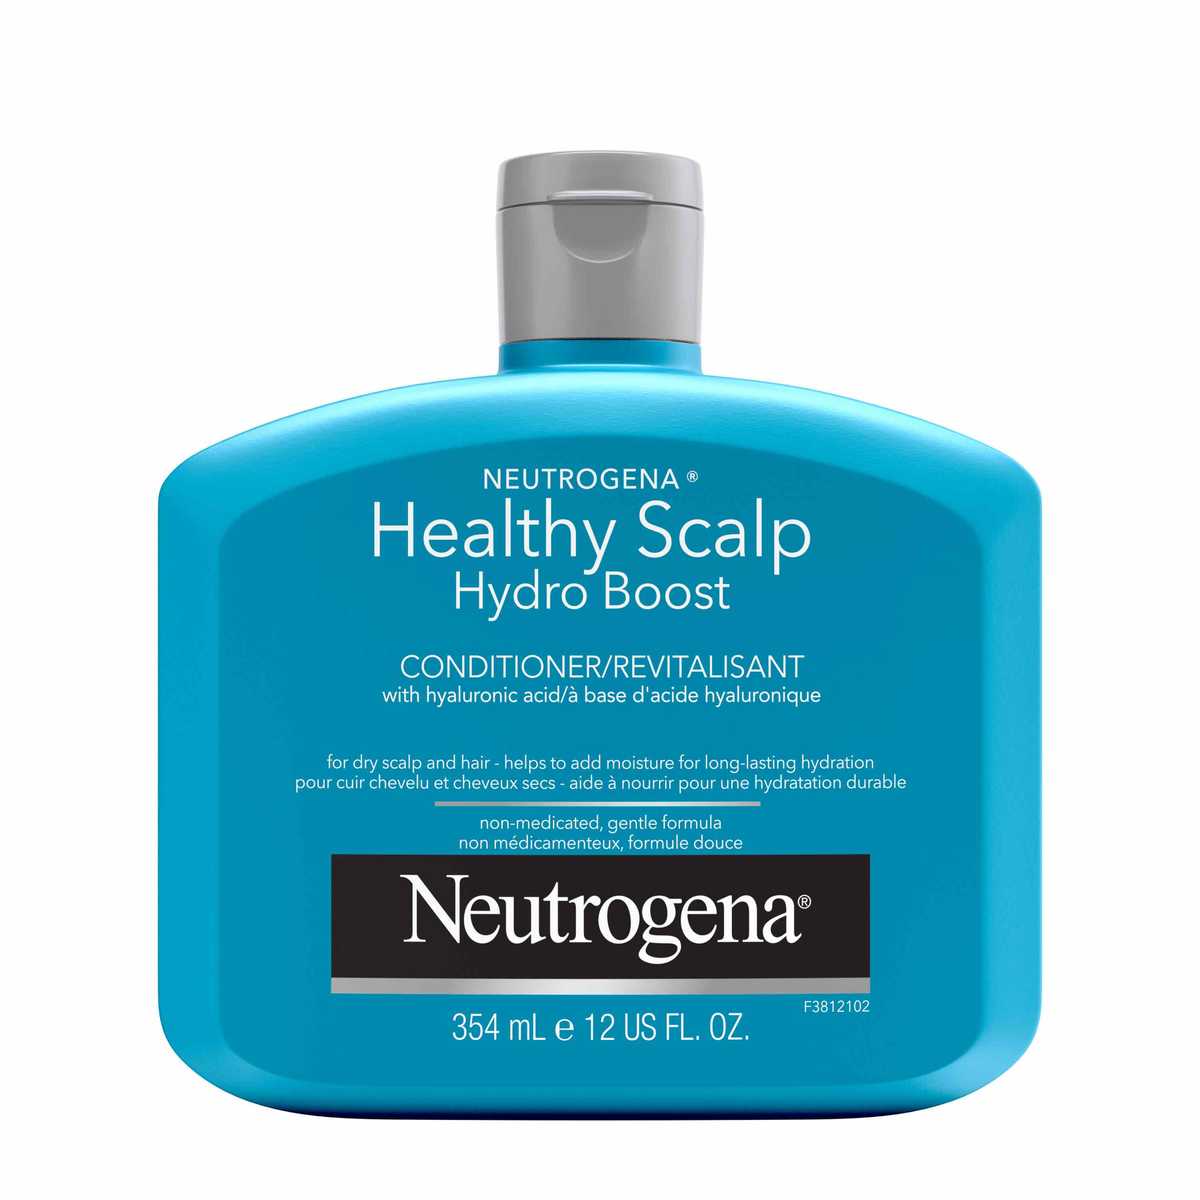 NEUTROGENA®
Healthy Scalp
Hydro Boost
CONDITIONER/REVITALISANT
with hyaluronic acid/à base d'acide hyaluronique
for dry scalp and hair - helps to add moisture for long-lasting hydration
pour cuir chevelu et cheveux secs - aide à nourrir pour une hydratation durable
non-medicated, gentle formula
non médicamenteux, formule douce
Neutrogena®
F3812102
354 mL ℮ 12 US FL. OZ.